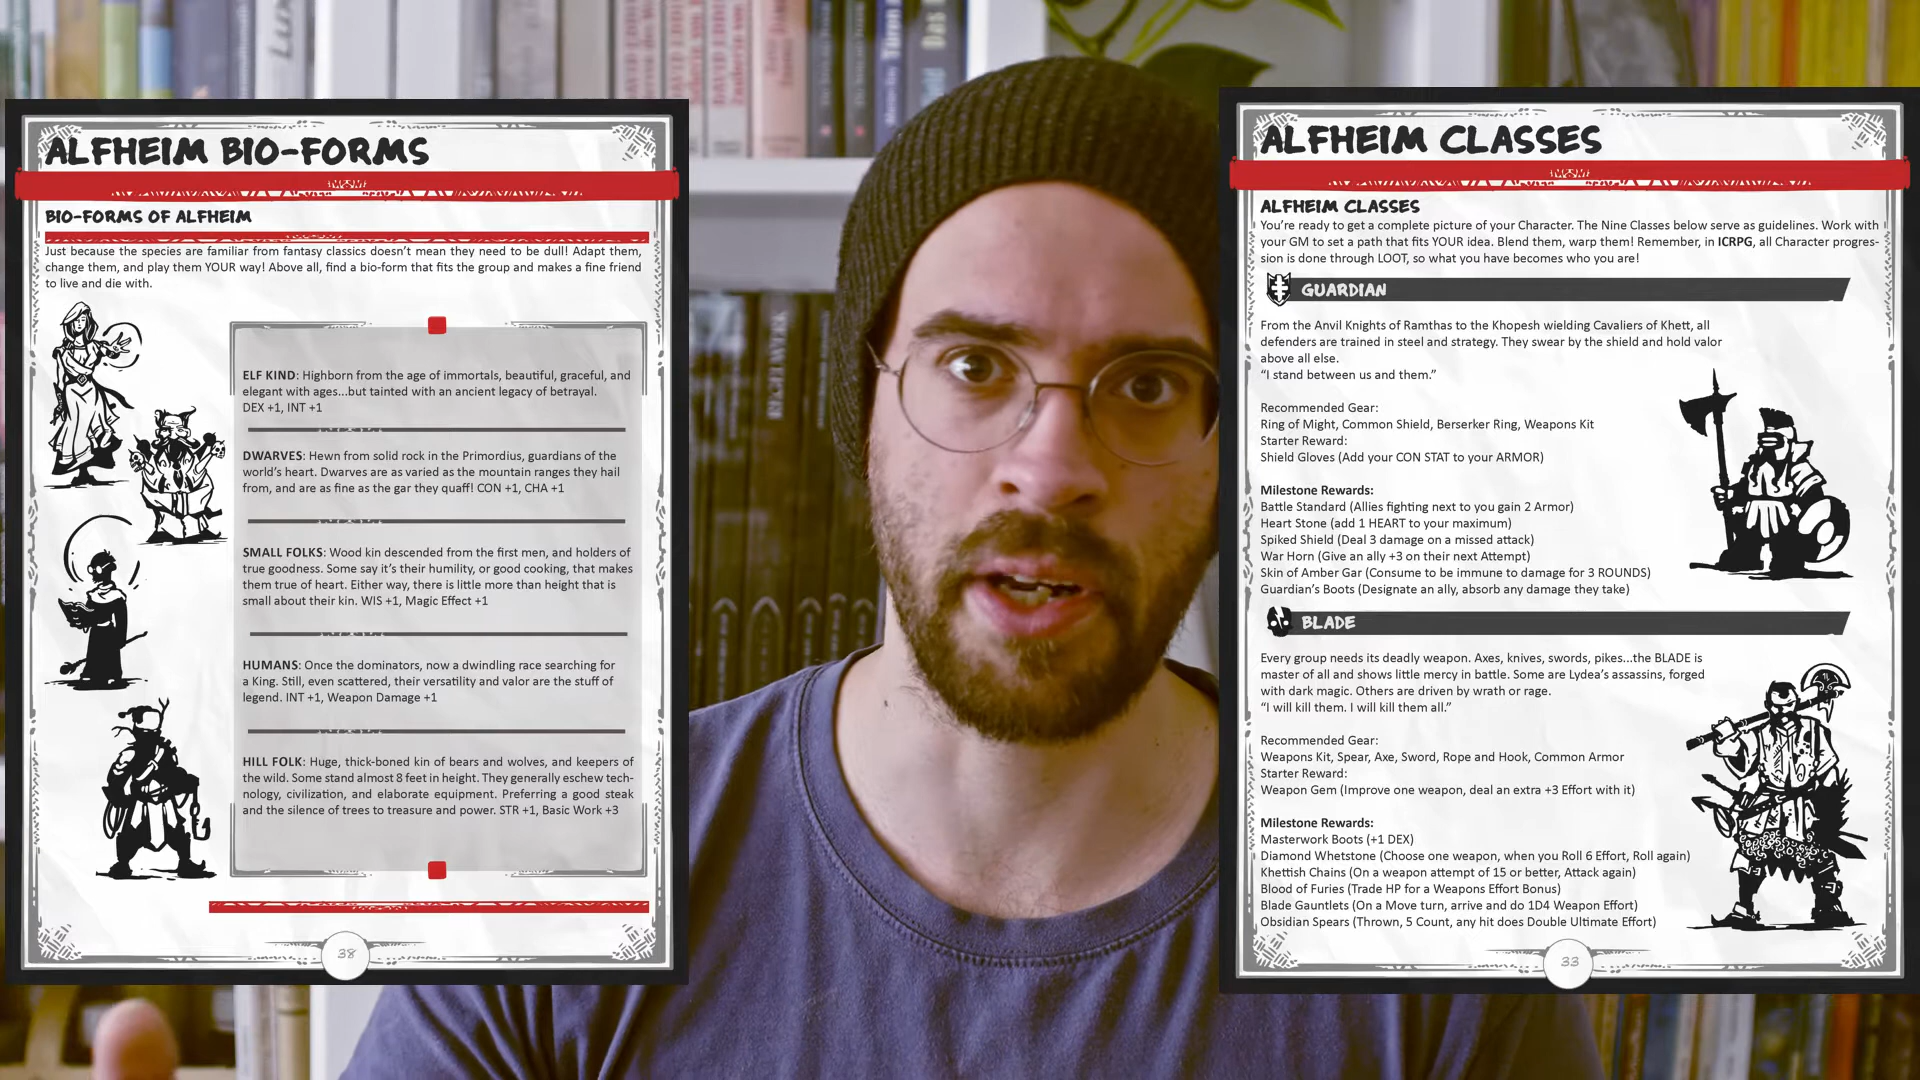 ALFHEIM BIO-FORMS
BIO-FORMS OF ALFHEIM
Just because the species are familiar from fantasy classics doesn't mean they need to be dull! Adapt them,
change them, and play them YOUR way! Above all, find a bio-form that fits the group and makes a fine friend
to live and die with.
ELF KIND: Highborn from the age of immortals, beautiful, graceful, and
elegant with ages...but tainted with an ancient legacy of betrayal.
DEX +1, INT +1
DWARVES: Hewn from solid rock in the Primordius, guardians of the
world's heart. Dwarves are as varied as the mountain ranges they hail
from, and are as fine as the gar they quaff! CON +1, CHA +1
SMALL FOLKS: Wood kin descended from the first men, and holders of
true goodness. Some say it's their humility, or good cooking, that makes
them true of heart. Either way, there is little more than height that is
small about their kin. WIS +1, Magic Effect +1
HUMANS: Once the dominators, now a dwindling race searching for
a King. Still, even scattered, their versatility and valor are the stuff of
legend. INT +1, Weapon Damage +1
HILL FOLK: Huge, thick-boned kin of bears and wolves, and keepers of
the wild. Some stand almost 8 feet in height. They generally eschew tech-
nology, civilization, and elaborate equipment. Preferring a good steak
and the silence of trees to treasure and power. STR +1, Basic Work +3
38
ALFHEIM CLASSES
ALFHEIM CLASSES
You're ready to get a complete picture of your Character. The Nine Classes below serve as guidelines. Work with
your GM to set a path that fits YOUR idea. Blend them, warp them! Remember, in ICRPG, all Character progres-
sion is done through LOOT, so what you have becomes who you are!
GUARDIAN
From the Anvil Knights of Ramthas to the Khopesh wielding Cavaliers of Khett, all
defenders are trained in steel and strategy. They swear by the shield and hold valor
above all else.
"I stand between us and them."
Recommended Gear:
Ring of Might, Common Shield, Berserker Ring, Weapons Kit
Starter Reward:
Shield Gloves (Add your CON STAT to your ARMOR)
Milestone Rewards:
Battle Standard (Allies fighting next to you gain 2 Armor)
Heart Stone (add 1 HEART to your maximum)
Spiked Shield (Deal 3 damage on a missed attack)
War Horn (Give an ally +3 on their next Attempt)
Skin of Amber Gar (Consume to be immune to damage for 3 ROUNDS)
Guardian's Boots (Designate an ally, absorb any damage they take)
BLADE
Every group needs its deadly weapon. Axes, knives, swords, pikes...the BLADE is
master of all and shows little mercy in battle. Some are Lydea's assassins, forged
with dark magic. Others are driven by wrath or rage.
"I will kill them. I will kill them all."
Recommended Gear:
Weapons Kit, Spear, Axe, Sword, Rope and Hook, Common Armor
Starter Reward:
Weapon Gem (Improve one weapon, deal an extra +3 Effort with it)
Milestone Rewards:
Masterwork Boots (+1 DEX)
Diamond Whetstone (Choose one weapon, when you Roll 6 Effort, Roll again)
Khettish Chains (On a weapon attempt of 15 or better, Attack again)
Blood of Furies (Trade HP for a Weapons Effort Bonus)
Blade Gauntlets (On a Move turn, arrive and do 1D4 Weapon Effort)
Obsidian Spears (Thrown, 5 Count, any hit does Double Ultimate Effort)
33